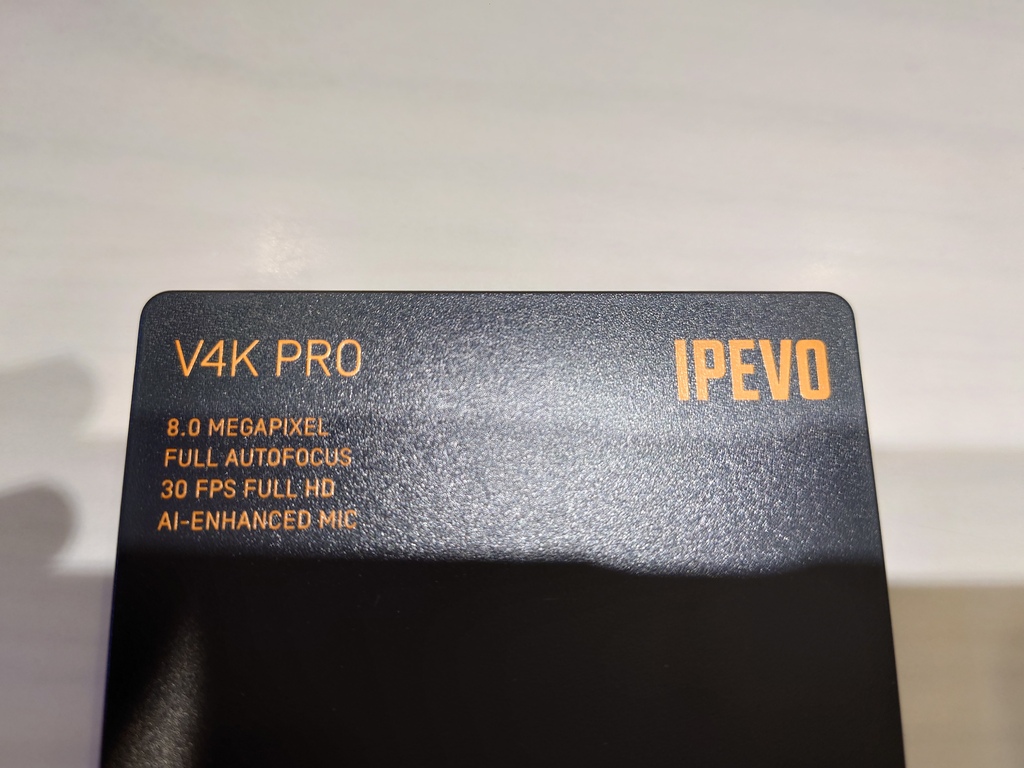 V4K PRO
IPEVO
8.0 MEGAPIXEL
FULL AUTOFOCUS
30 FPS FULL HD
AI-ENHANCED MIC